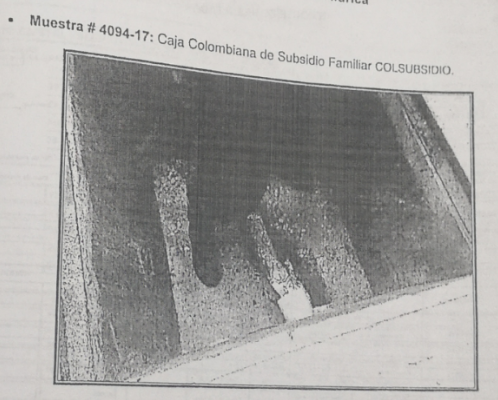 • Muestra # 4094-17: Caja Colombiana de Subsidio Familiar COLSUBSIDIO.